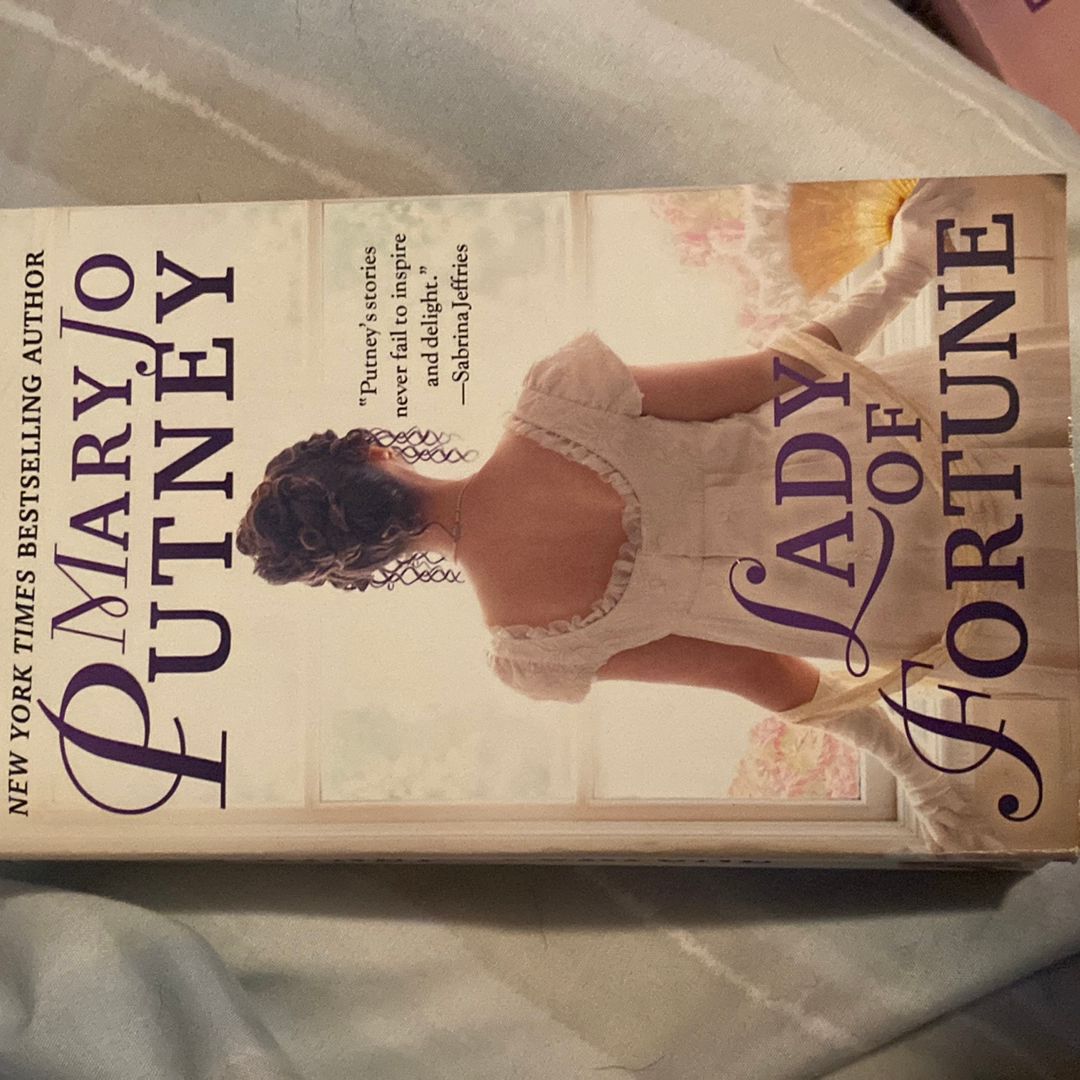 NEW YORK TIMES BESTSELLING AUTHOR
MARY JO
PUTNEY
"Putney's stories
never fail to inspire
and delight."
—Sabrina Jeffries
LADY
OF
FORTUNE